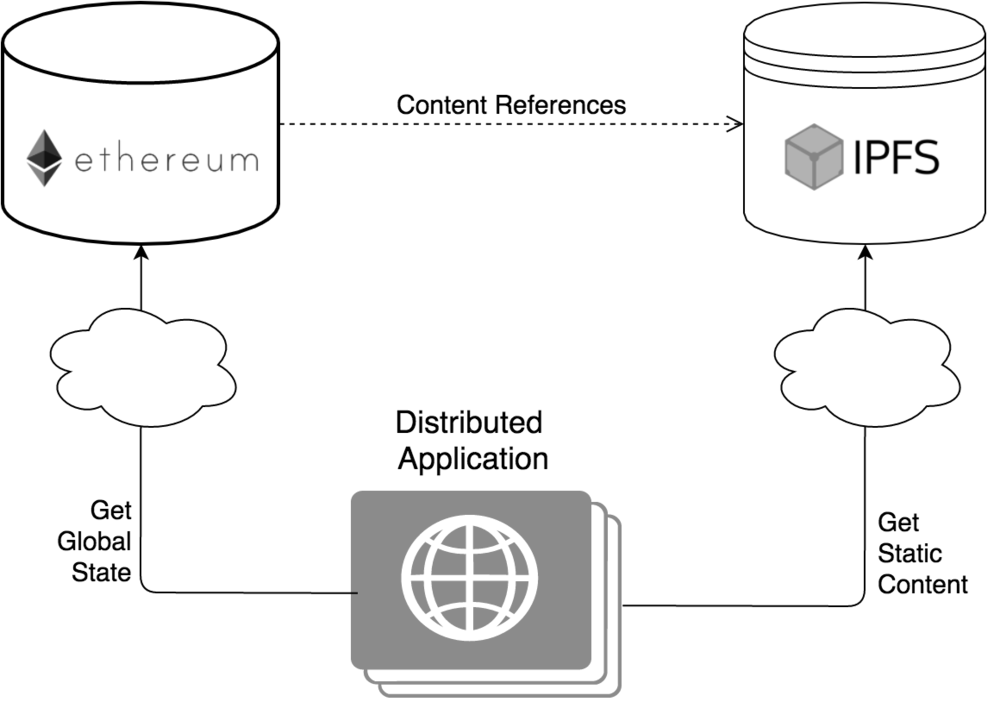 Content References
ethereum
IPFS
Distributed
Application
Get
Global
State
Get
Static
Content